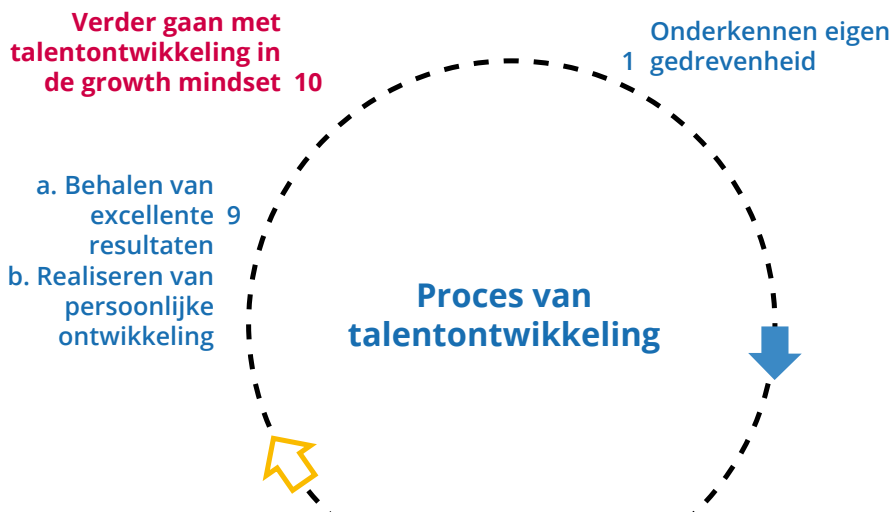 Verder gaan met
talentontwikkeling in
de growth mindset 10
Onderkennen eigen
1 gedrevenheid
a. Behalen van
excellente 9
resultaten
b. Realiseren van
persoonlijke
ontwikkeling
Proces van
talentontwikkeling